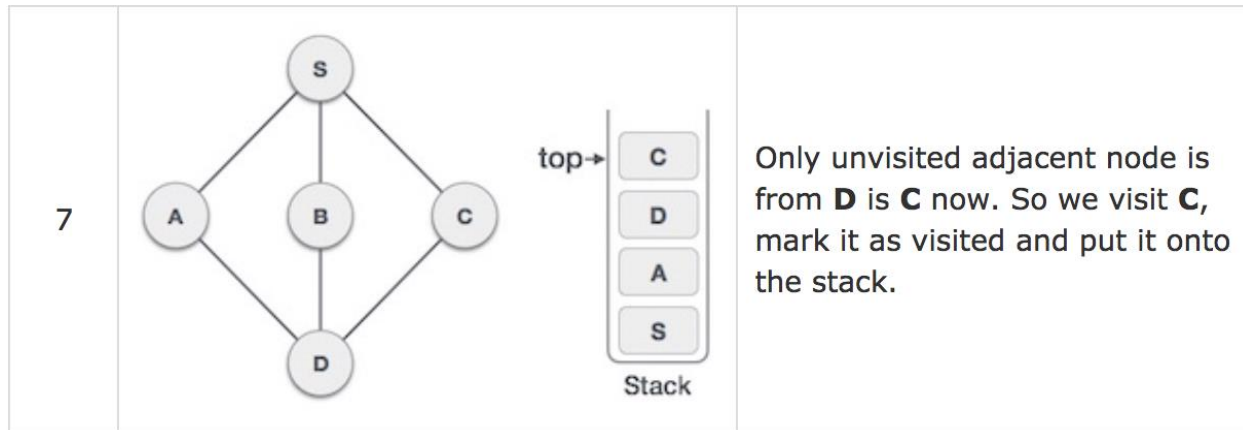 7
S
A
B
C
D
top
C
D
A
S
Stack
Only unvisited adjacent node is
from D is C now. So we visit C,
mark it as visited and put it onto
the stack.